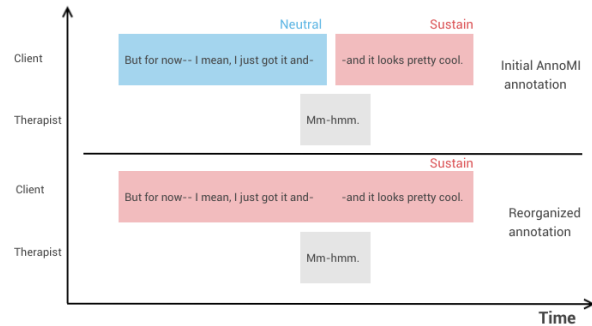 Neutral
Sustain
Client
But for now-- I mean, I just got it and-
-and it looks pretty cool.
Initial AnnoMI
annotation
Therapist
Mm-hmm.
Sustain
Client
But for now-- I mean, I just got it and-
-and it looks pretty cool.
Reorganized
annotation
Therapist
Mm-hmm.
Time